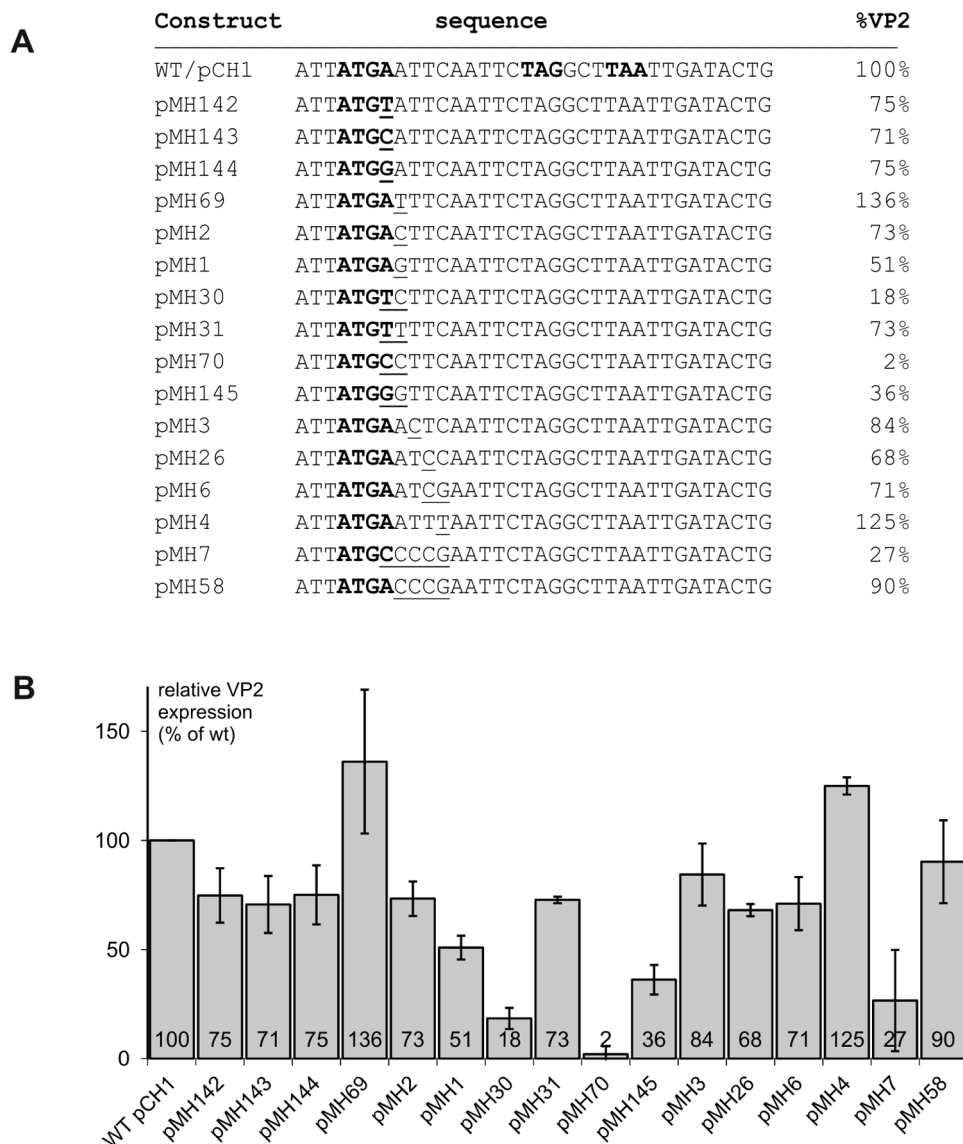 A
Construct sequence %VP2
WT/pCH1 ATTATGAATTCAATTCTAGGCTTAATTGATACTG 100%
pMH142 ATTATGTATTCAATTCTAGGCTTAATTGATACTG 75%
pMH143 ATTATGCATTCAATTCTAGGCTTAATTGATACTG 71%
pMH144 ATTATGGATTCAATTCTAGGCTTAATTGATACTG 75%
pMH69 ATTATGATTTCAATTCTAGGCTTAATTGATACTG 136%
pMH2 ATTATGACTTCAATTCTAGGCTTAATTGATACTG 73%
pMH1 ATTATGAGTTCAATTCTAGGCTTAATTGATACTG 51%
pMH30 ATTATGTCTTCAATTCTAGGCTTAATTGATACTG 18%
pMH31 ATTATGTTTTCAATTCTAGGCTTAATTGATACTG 73%
pMH70 ATTATGCCTTCAATTCTAGGCTTAATTGATACTG 2%
pMH145 ATTATGGGTTCAATTCTAGGCTTAATTGATACTG 36%
pMH3 ATTATGAACTCAATTCTAGGCTTAATTGATACTG 84%
pMH26 ATTATGAATCCAATTCTAGGCTTAATTGATACTG 68%
pMH6 ATTATGAATCGAATTCTAGGCTTAATTGATACTG 71%
pMH4 ATTATGAATTTAATTCTAGGCTTAATTGATACTG 125%
pMH7 ATTATGCCCCGAATTCTAGGCTTAATTGATACTG 27%
pMH58 ATTATGACCCGAATTCTAGGCTTAATTGATACTG 90%
B
relative VP2
expression
(% of wt)
150
100
50
0
100 75 71 75 136 73 51 18 73 2 36 84 68 71 125 27 90
WT pCH1 pMH142 pMH143 pMH144 pMH69 pMH2 pMH1 pMH30 pMH31 pMH70 pMH145 pMH3 pMH26 pMH6 pMH4 pMH7 pMH58